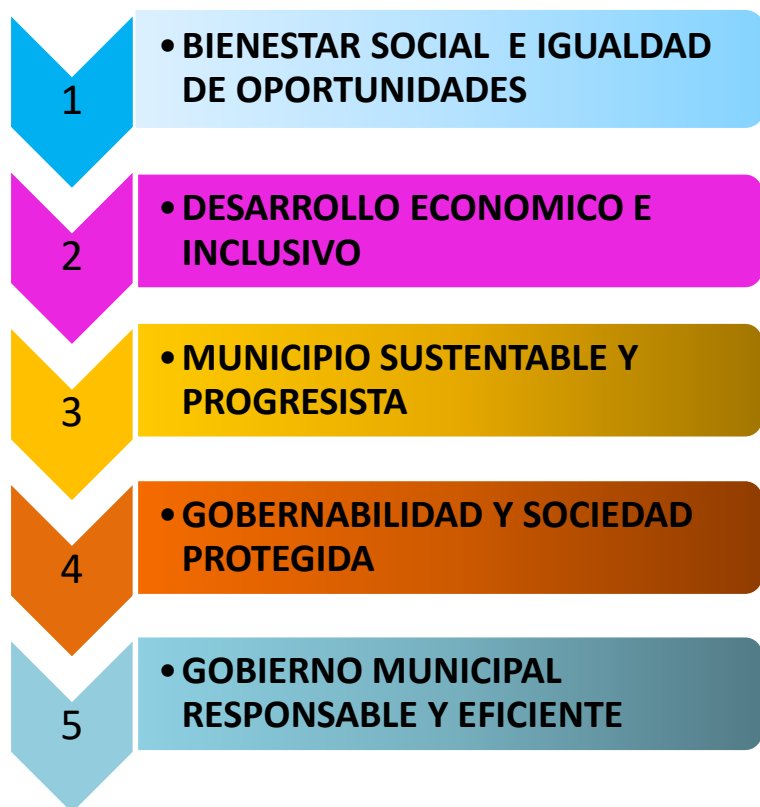 1
• BIENESTAR SOCIAL E IGUALDAD
DE OPORTUNIDADES
2
• DESARROLLO ECONOMICO E
INCLUSIVO
3
• MUNICIPIO SUSTENTABLE Y
PROGRESISTA
4
• GOBERNABILIDAD Y SOCIEDAD
PROTEGIDA
5
• GOBIERNO MUNICIPAL
RESPONSABLE Y EFICIENTE